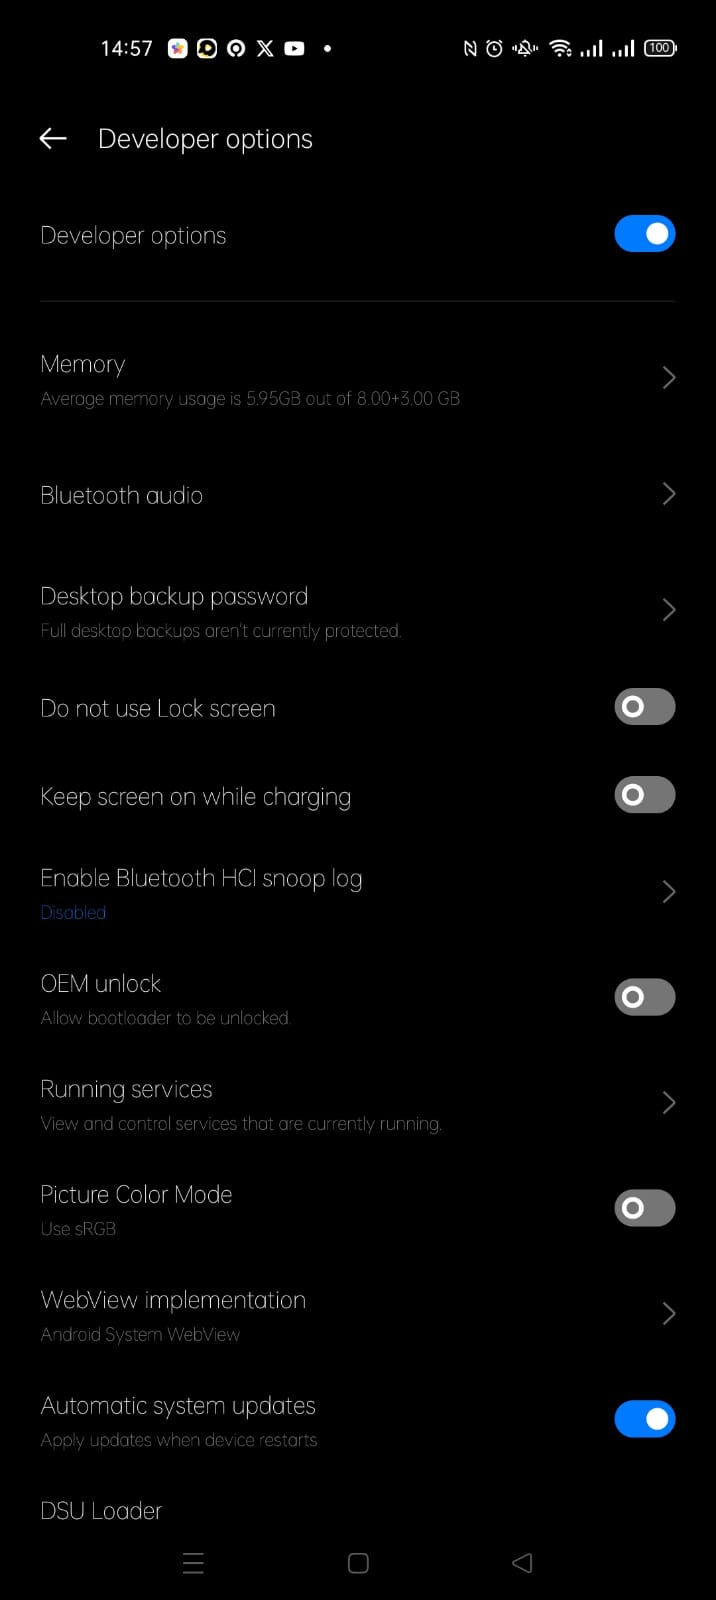 14:57
100
Developer options
Developer options
Memory
Average memory usage is 5.95GB out of 8.00+3.00 GB
Bluetooth audio
Desktop backup password
Full desktop backups aren't currently protected.
Do not use Lock screen
Keep screen on while charging
Enable Bluetooth HCI snoop log
Disabled
OEM unlock
Allow bootloader to be unlocked.
Running services
View and control services that are currently running.
Picture Color Mode
Use sRGB
WebView implementation
Android System WebView
Automatic system updates
Apply updates when device restarts
DSU Loader